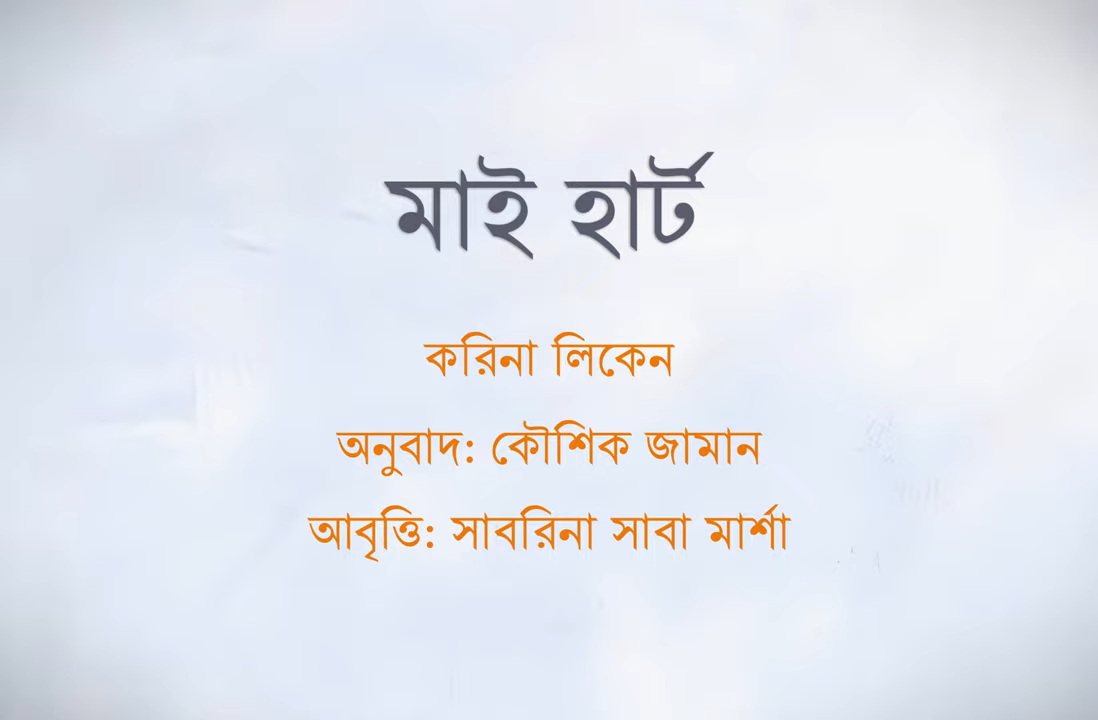 মাই হার্ট
করিনা লিকেন
অনুবাদ: কৌশিক জামান
আবৃত্তি: সাবরিনা সাবা মার্শা